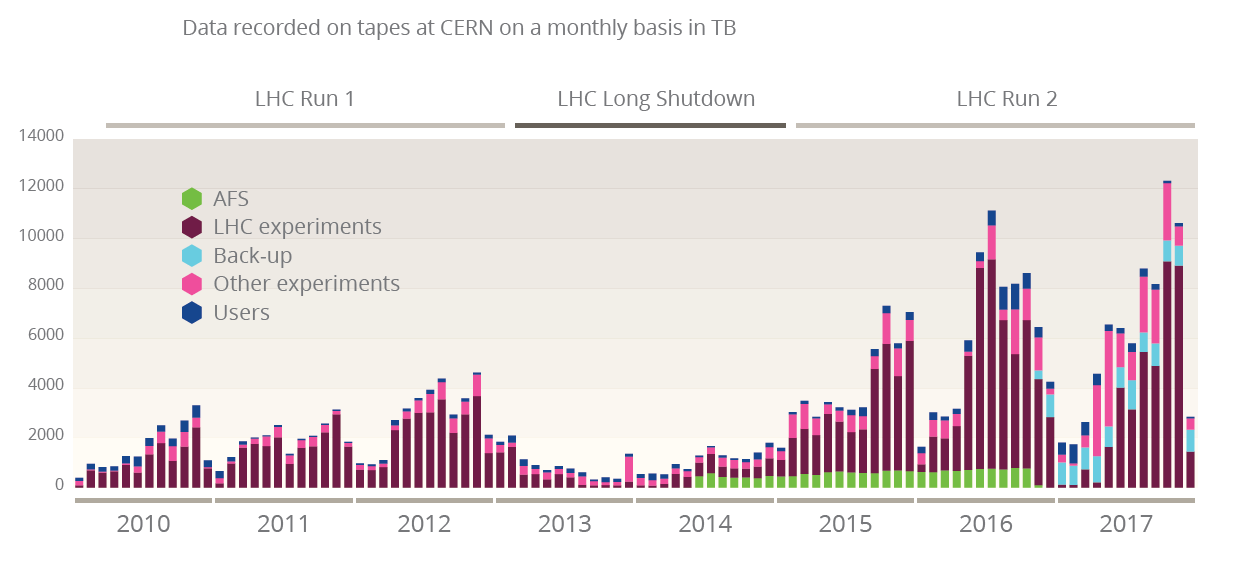 Data recorded on tapes at CERN on a monthly basis in TB
LHC Run 1
LHC Long Shutdown
LHC Run 2
14000
12000
10000
8000
6000
4000
2000
0
AFS
LHC experiments
Back-up
Other experiments
Users
2010
2011
2012
2013
2014
2015
2016
2017